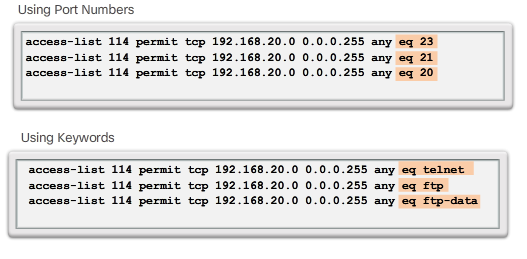 Using Port Numbers
access-list 114 permit tcp 192.168.20.0 0.0.0.255 any eq 23
access-list 114 permit tcp 192.168.20.0 0.0.0.255 any eq 21
access-list 114 permit tcp 192.168.20.0 0.0.0.255 any eq 20
Using Keywords
access-list 114 permit tcp 192.168.20.0 0.0.0.255 any eq telnet
access-list 114 permit tcp 192.168.20.0 0.0.0.255 any eq ftp
access-list 114 permit tcp 192.168.20.0 0.0.0.255 any eq ftp-data